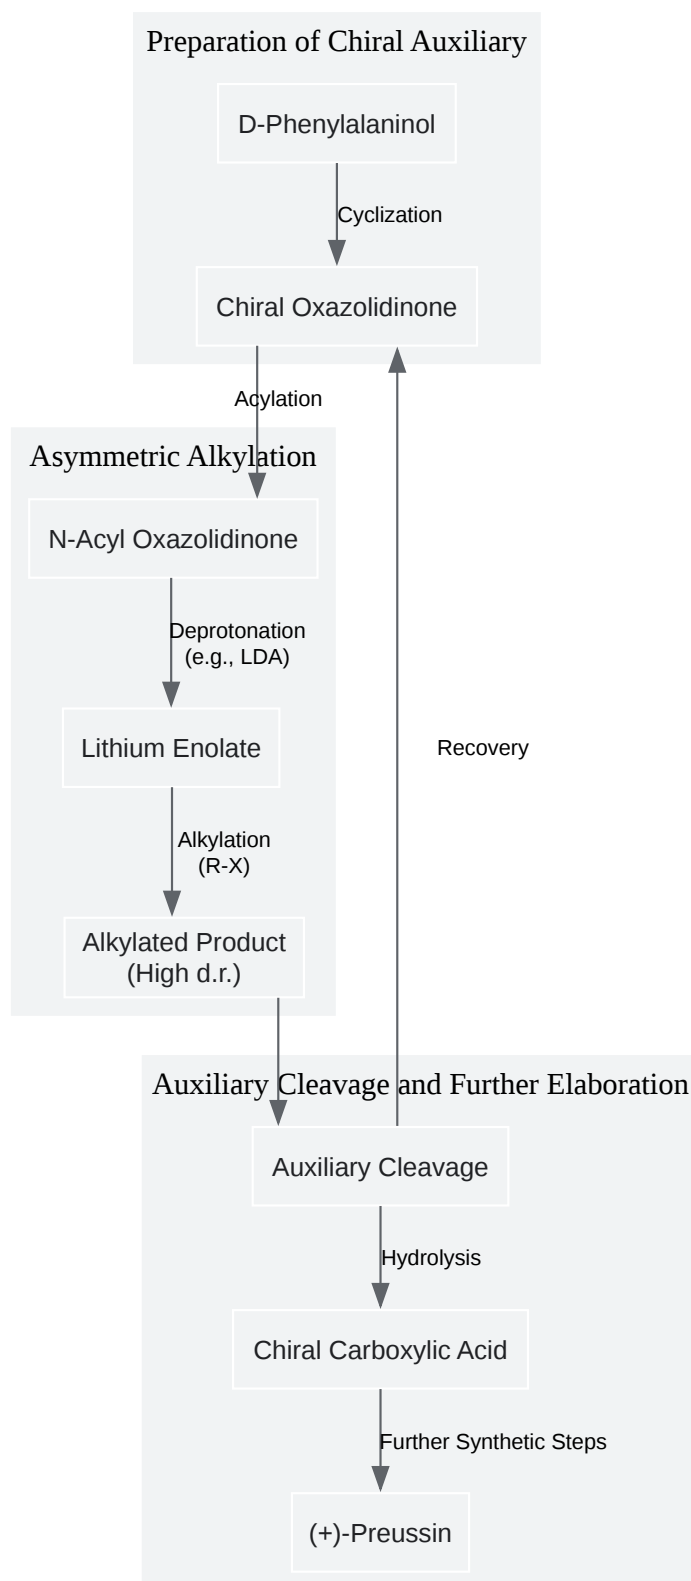 Preparation of Chiral Auxiliary
D-Phenylalaninol
Cyclization
Chiral Oxazolidinone
Acylation
Asymmetric Alkylation
N-Acyl Oxazolidinone
Deprotonation
(e.g., LDA)
Lithium Enolate
Recovery
Alkylation
(R-X)
Alkylated Product
(High d.r.)
Auxiliary Cleavage and Further Elaboration
Auxiliary Cleavage
Hydrolysis
Chiral Carboxylic Acid
Further Synthetic Steps
(+)-Preussin